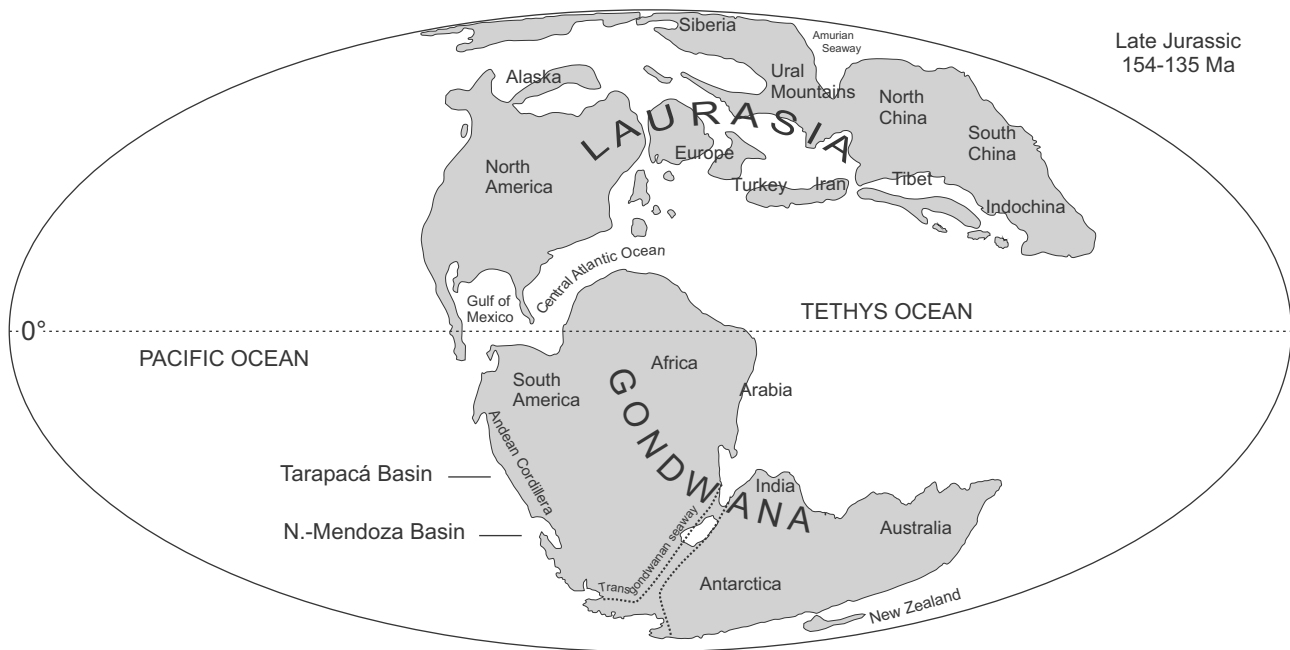 Siberia
Amurian
Seaway
Late Jurassic
154-135 Ma
Alaska
Ural
Mountains
North
China
LAURASIA
South
China
Europe
North
America
Turkey
Iran
Tibet
Indochina
Central Atlantic Ocean
Gulf of
Mexico
TETHYS OCEAN
0°
PACIFIC OCEAN
Africa
South
America
GONDWANA
Arabia
Andean Cordillera
Tarapacá Basin
India
N.-Mendoza Basin
Australia
Trans gondwanan seaway
Antarctica
New Zealand